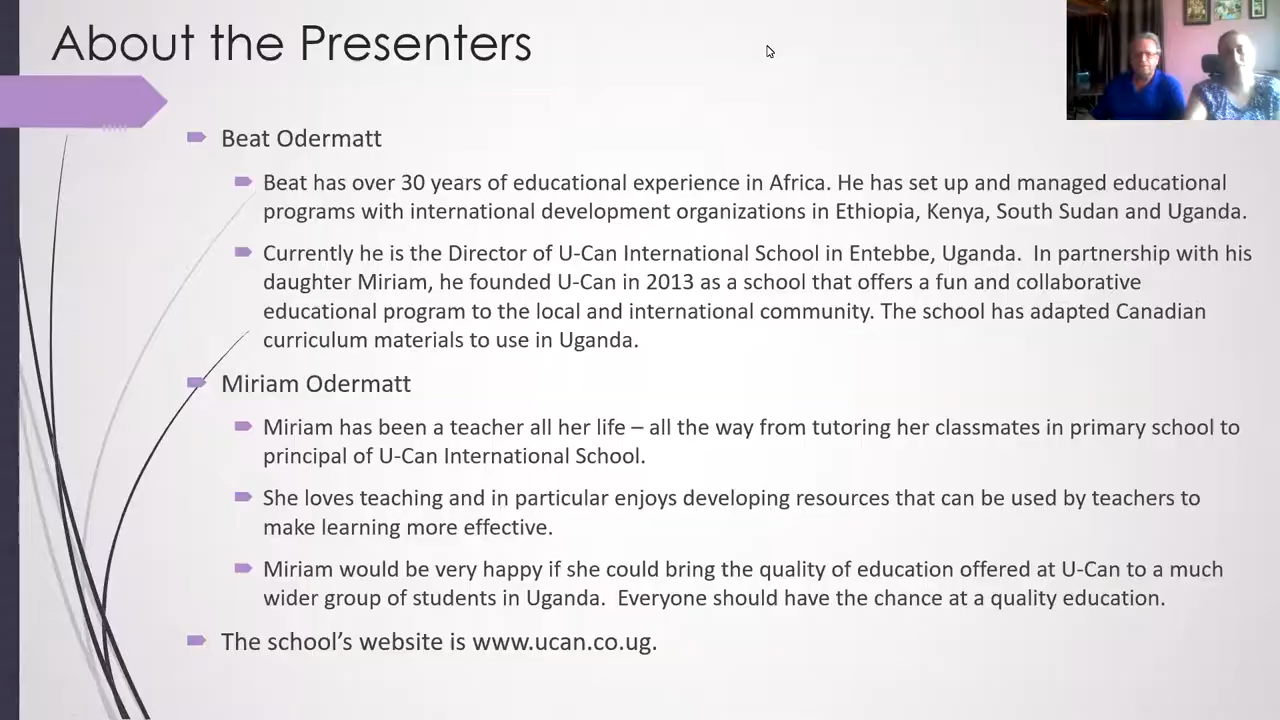 About the Presenters
Beat Odermatt
Beat has over 30 years of educational experience in Africa. He has set up and managed educational
programs with international development organizations in Ethiopia, Kenya, South Sudan and Uganda.
Currently he is the Director of U-Can International School in Entebbe, Uganda.  In partnership with his
daughter Miriam, he founded U-Can in 2013 as a school that offers a fun and collaborative
educational program to the local and international community. The school has adapted Canadian
curriculum materials to use in Uganda.
Miriam Odermatt
Miriam has been a teacher all her life – all the way from tutoring her classmates in primary school to
principal of U-Can International School.
She loves teaching and in particular enjoys developing resources that can be used by teachers to
make learning more effective.
Miriam would be very happy if she could bring the quality of education offered at U-Can to a much
wider group of students in Uganda.  Everyone should have the chance at a quality education.
The school’s website is www.ucan.co.ug.